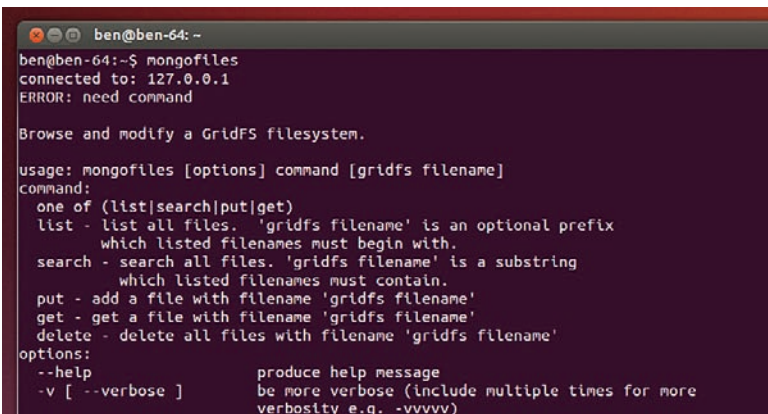 ben@ben-64: ~
ben@ben-64:~$ mongofiles
connected to: 127.0.0.1
ERROR: need command
Browse and modify a GridFS filesystem.
usage: mongofiles [options] command [gridfs filename]
command:
one of (list|search|put|get)
list - list all files.  'gridfs filename' is an optional prefix
which listed filenames must begin with.
search - search all files. 'gridfs filename' is a substring
which listed filenames must contain.
put - add a file with filename 'gridfs filename'
get - get a file with filename 'gridfs filename'
delete - delete all files with filename 'gridfs filename'
options:
--help                produce help message
-v [ --verbose ]      be more verbose (include multiple times for more
verbosity e.g. -vvvvv)